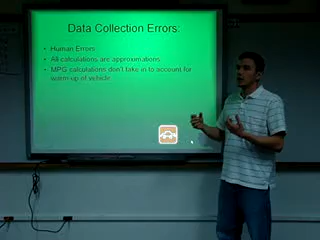 Data Collection Errors:
• Human Errors
• All calculations are approximations.
• MPG calculations don't take in to account for
warm-up of vehicle